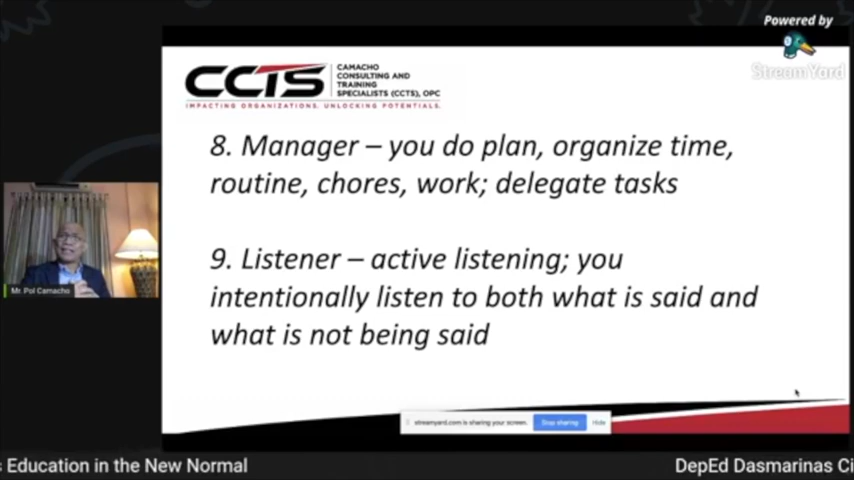 Powered by
StreamYard
CCTS
CAMACHO
CONSULTING AND
TRAINING
SPECIALISTS (CCTS), OPC
IMPACTING ORGANIZATIONS. UNLOCKING POTENTIALS.
8. Manager – you do plan, organize time,
routine, chores, work; delegate tasks
9. Listener – active listening; you
intentionally listen to both what is said and
what is not being said
Mr. Pol Camacho
streamyard.com is sharing your screen.
Stop sharing
Hide
s Education in the New Normal
DepEd Dasmarinas Ci